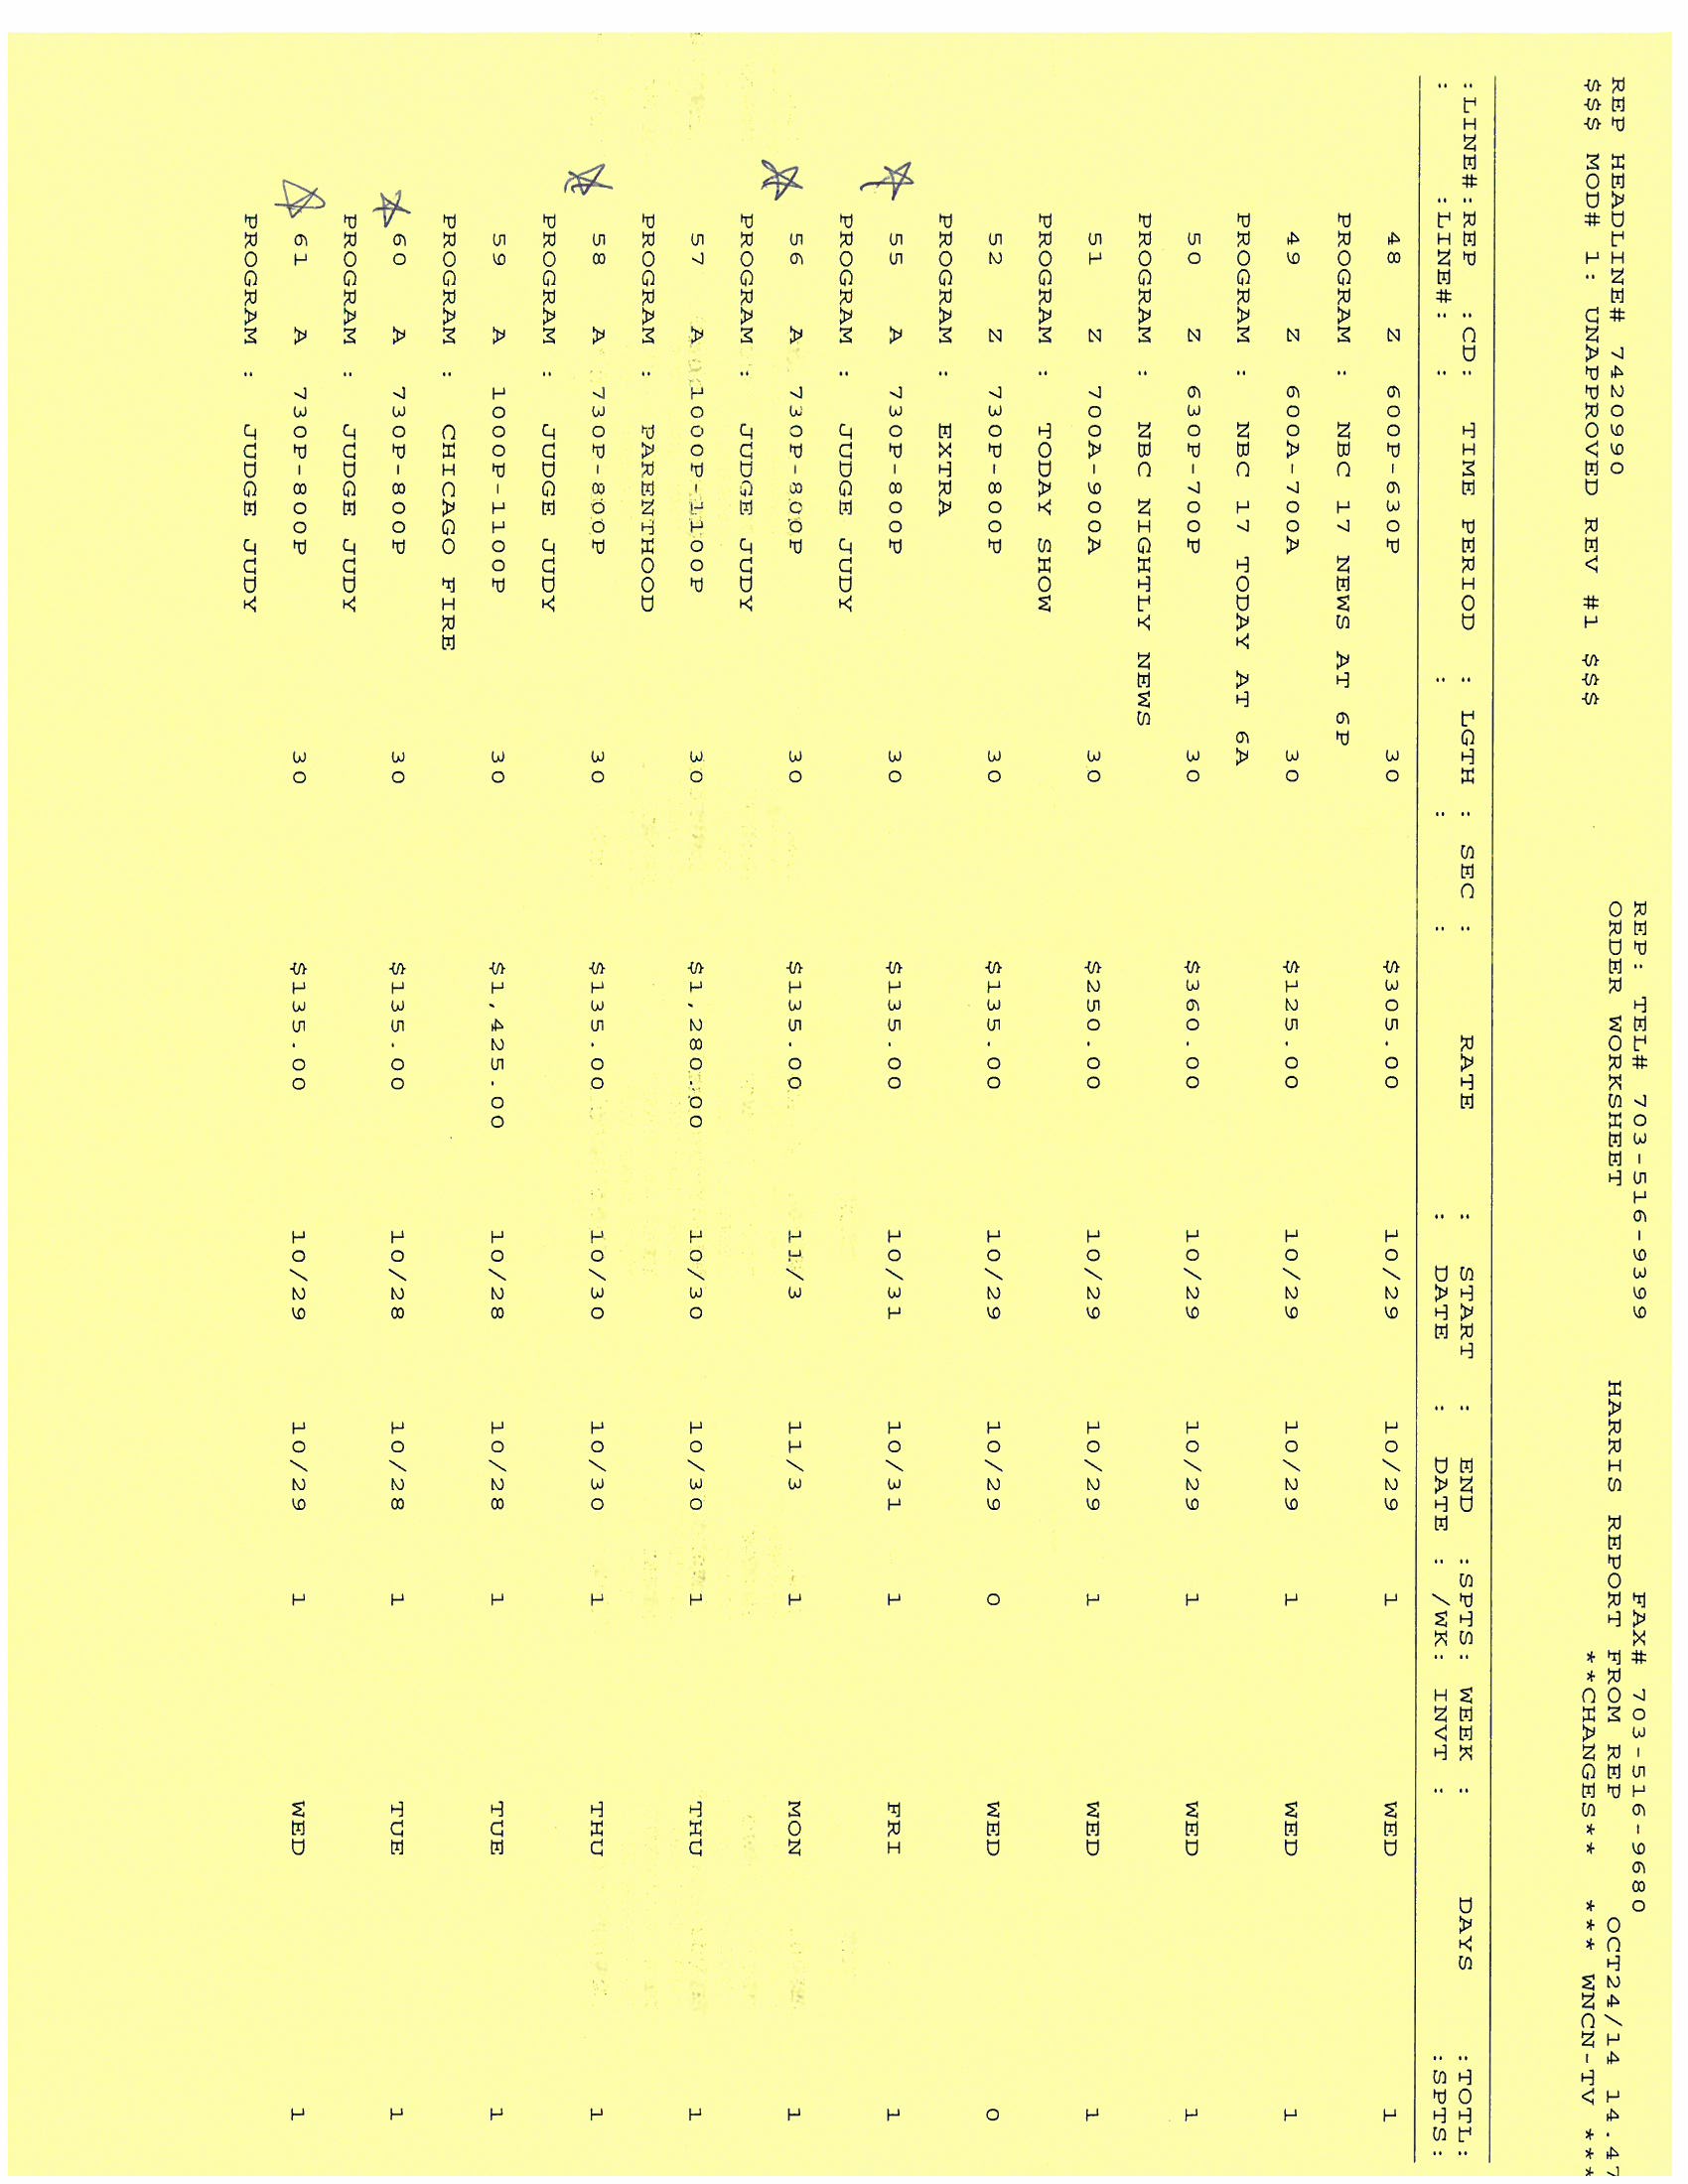 REP: TEL# 703-516-9399 FAX# 703-516-9680
REP HEADLINE# 7420990 ORDER WORKSHEET HARRIS REPORT FROM REP OCT24/14 14.47
$$$ MOD# 1: UNAPPROVED REV #1 $$$ **CHANGES** *** WNCN-TV ***
:LINE#:REP :CD: TIME PERIOD : LGTH : SEC : RATE : START : END :SPTS: WEEK : DAYS :TOTL:
: :LINE#: : : : : DATE : DATE : /WK: INVT : :SPTS:
48 Z 600P-630P 30 $305.00 10/29 10/29 1 WED 1
PROGRAM : NBC 17 NEWS AT 6P
49 Z 600A-700A 30 $125.00 10/29 10/29 1 WED 1
PROGRAM : NBC 17 TODAY AT 6A
50 Z 630P-700P 30 $360.00 10/29 10/29 1 WED 1
PROGRAM : NBC NIGHTLY NEWS
51 Z 700A-900A 30 $250.00 10/29 10/29 1 WED 1
PROGRAM : TODAY SHOW
52 Z 730P-800P 30 $135.00 10/29 10/29 0 WED 0
PROGRAM : EXTRA
55 A 730P-800P 30 $135.00 10/31 10/31 1 FRI 1
PROGRAM : JUDGE JUDY
56 A 730P-800P 30 $135.00 11/3 11/3 1 MON 1
PROGRAM : JUDGE JUDY
57 A 1000P-1100P 30 $1,280.00 10/30 10/30 1 THU 1
PROGRAM : PARENTHOOD
58 A 730P-800P 30 $135.00 10/30 10/30 1 THU 1
PROGRAM : JUDGE JUDY
59 A 1000P-1100P 30 $1,425.00 10/28 10/28 1 TUE 1
PROGRAM : CHICAGO FIRE
60 A 730P-800P 30 $135.00 10/28 10/28 1 TUE 1
PROGRAM : JUDGE JUDY
61 A 730P-800P 30 $135.00 10/29 10/29 1 WED 1
PROGRAM : JUDGE JUDY